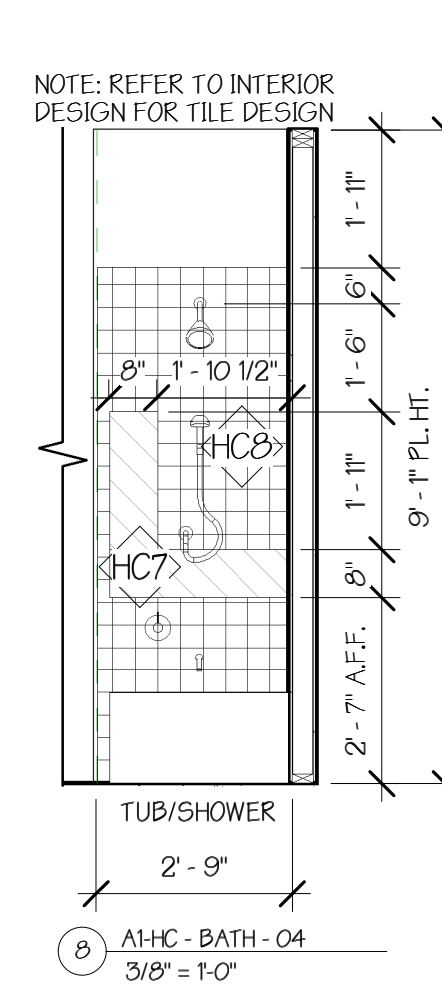 NOTE: REFER TO INTERIOR
DESIGN FOR TILE DESIGN
1' - 11"
6"
8"
1' - 10 1/2"
1' - 6"
HC8
1' - 11"
9' - 1" PL. HT.
HC7
8"
2' - 7" A.F.F.
TUB/SHOWER
2' - 9"
8
A1-HC - BATH - 04
3/8" = 1'-0"